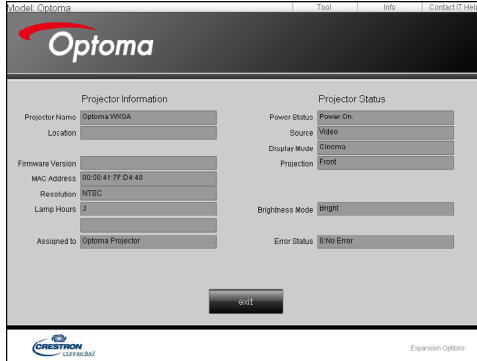 Model: Optoma
Tool Info Contact IT Help
Optoma
Projector Information
Projector Name Optoma WXGA
Location
Firmware Version
MAC Address 00:50:41:7F:D4:40
Resolution NTSC
Lamp Hours 3
Assigned to Optoma Projector
Projector Status
Power Status Power On.
Source Video
Display Mode Cinema
Projection Front
Brightness Mode Bright
Error Status 0:No Error
exit
CRESTRON
connected
Expansion Options